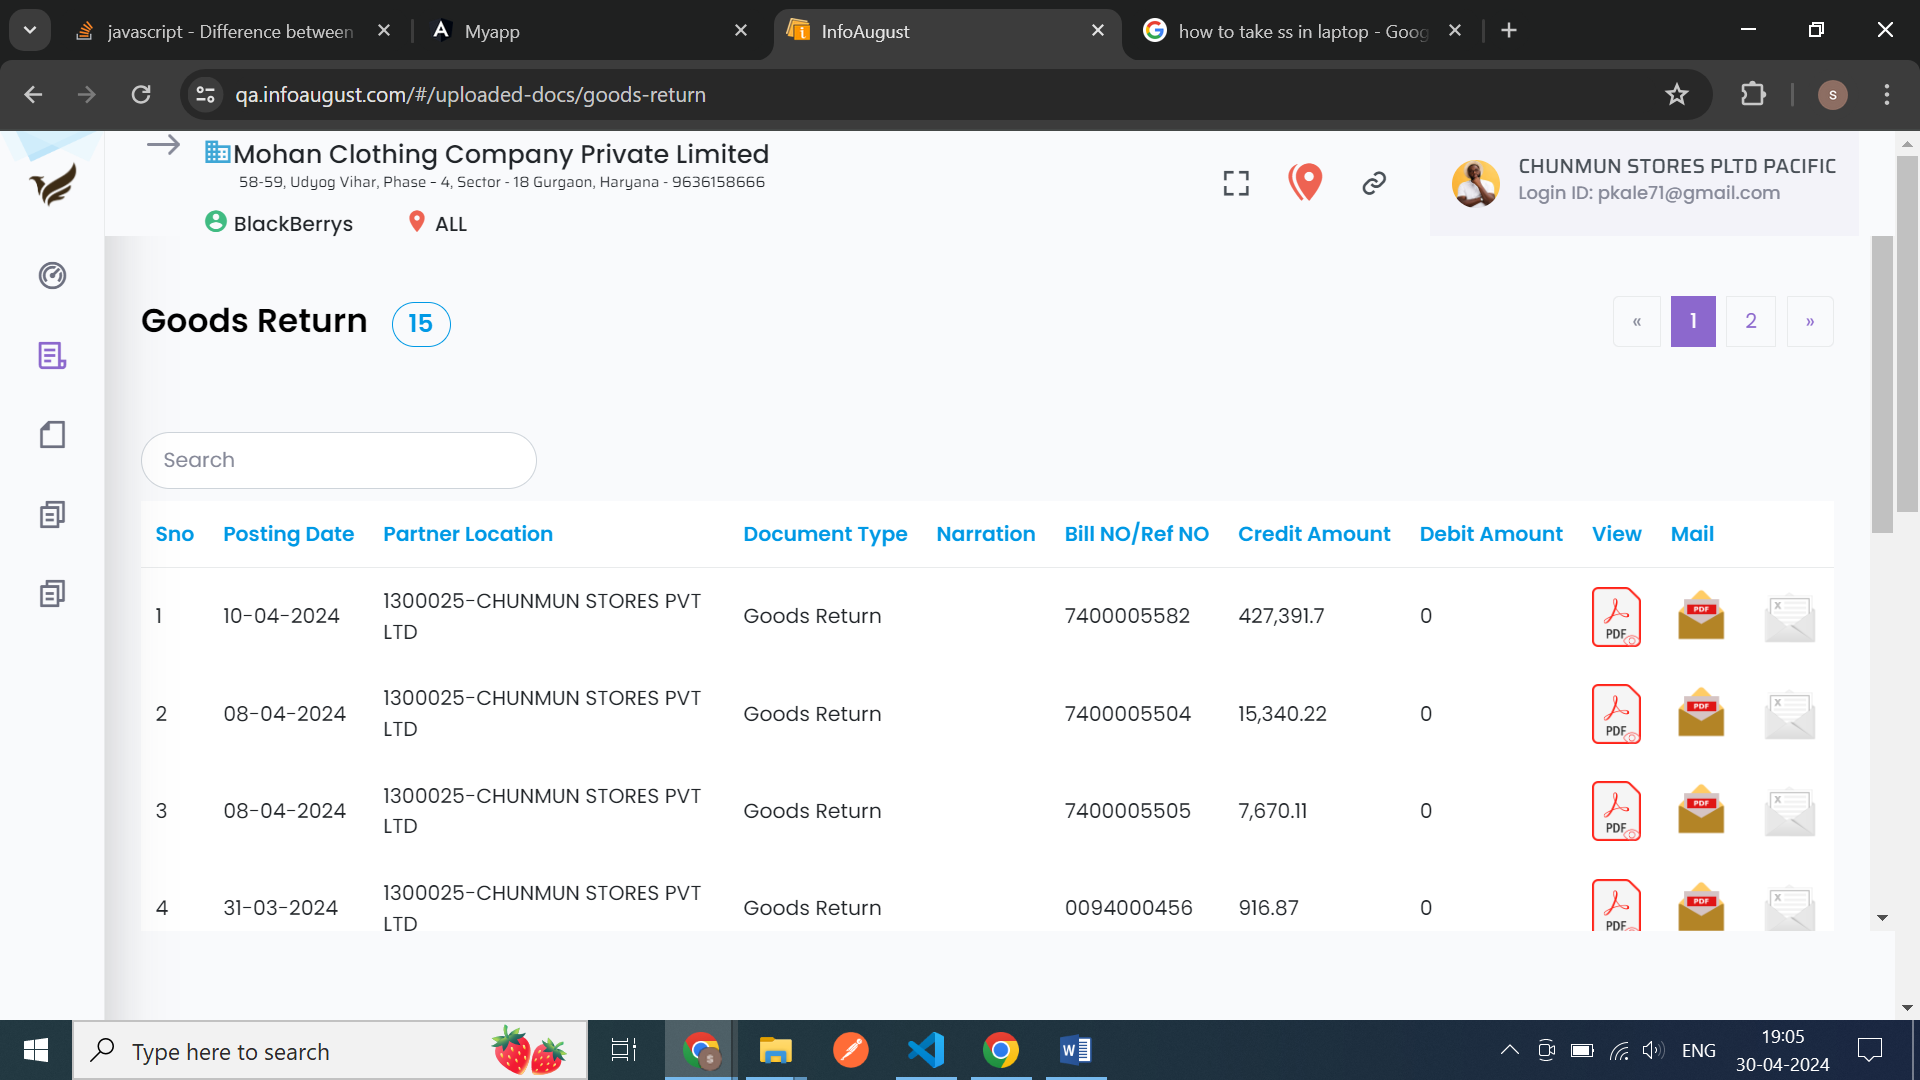 javascript - Difference between
Myapp
InfoAugust
how to take ss in laptop - Goog
qa.infoaugust.com/#/uploaded-docs/goods-return
s
Mohan Clothing Company Private Limited
58-59, Udyog Vihar, Phase - 4, Sector - 18 Gurgaon, Haryana - 9636158666
BlackBerrys ALL
CHUNMUN STORES PLTD PACIFIC
Login ID: pkale71@gmail.com
Goods Return 15
« 1 2 »
Search
Sno Posting Date Partner Location Document Type Narration Bill NO/Ref NO Credit Amount Debit Amount View Mail
1 10-04-2024 1300025-CHUNMUN STORES PVT LTD Goods Return 7400005582 427,391.7 0 PDF PDF X
2 08-04-2024 1300025-CHUNMUN STORES PVT LTD Goods Return 7400005504 15,340.22 0 PDF PDF X
3 08-04-2024 1300025-CHUNMUN STORES PVT LTD Goods Return 7400005505 7,670.11 0 PDF PDF X
4 31-03-2024 1300025-CHUNMUN STORES PVT LTD Goods Return 0094000456 916.87 0 PDF PDF X
Type here to search
S
W
ENG
19:05
30-04-2024